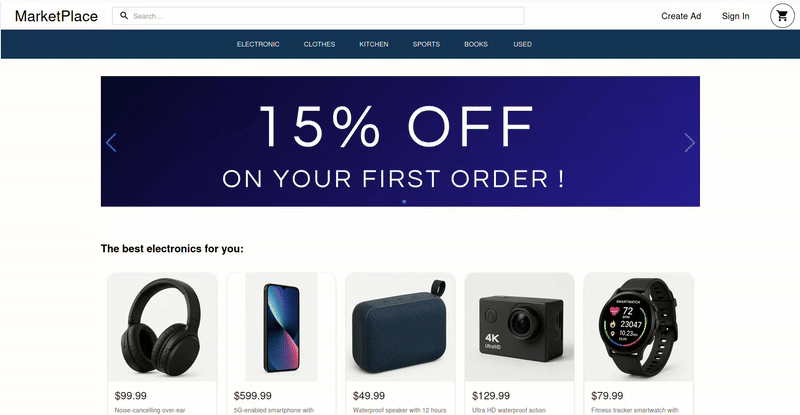 MarketPlace
Search...
Create Ad
Sign In
ELECTRONIC
CLOTHES
KITCHEN
SPORTS
BOOKS
USED
15% OFF
ON YOUR FIRST ORDER !
The best electronics for you:
4K
UltraHD
SMARTWATCH
72
BPM
23047
10.23
$99.99
$599.99
$49.99
$129.99
$79.99
Noise-cancelling over-ear
5G-enabled smartphone with
Waterproof speaker with 12 hours
Ultra HD waterproof action
Fitness tracker smartwatch with